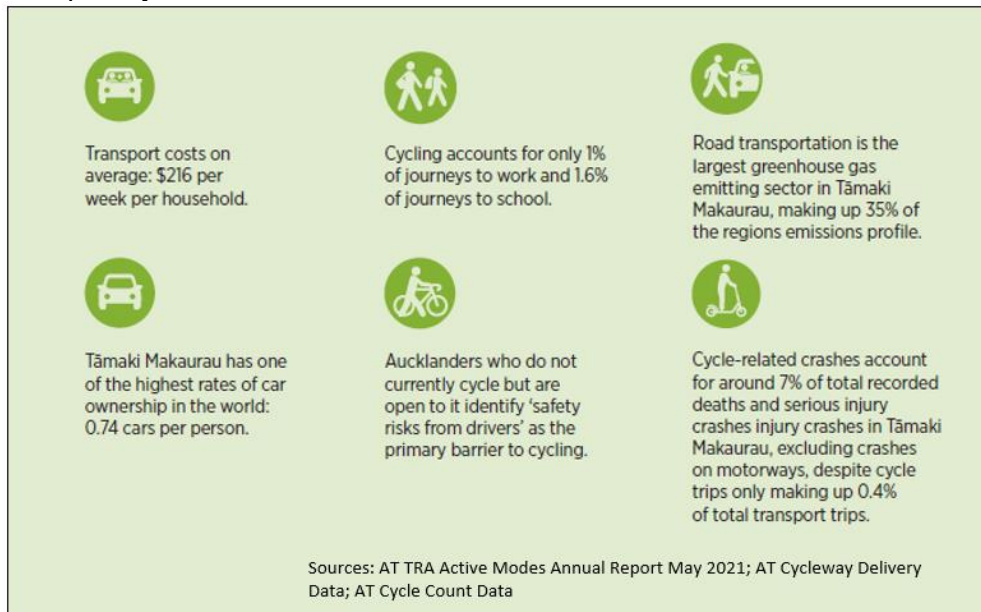 Transport costs on
average: $216 per
week per household.
Cycling accounts for only 1%
of journeys to work and 1.6%
of journeys to school.
Road transportation is the
largest greenhouse gas
emitting sector in Tāmaki
Makaurau, making up 35% of
the regions emissions profile.
Tāmaki Makaurau has one
of the highest rates of car
ownership in the world:
0.74 cars per person.
Aucklanders who do not
currently cycle but are
open to it identify ‘safety
risks from drivers’ as the
primary barrier to cycling.
Cycle-related crashes account
for around 7% of total recorded
deaths and serious injury
crashes injury crashes in Tāmaki
Makaurau, excluding crashes
on motorways, despite cycle
trips only making up 0.4%
of total transport trips.
Sources: AT TRA Active Modes Annual Report May 2021; AT Cycleway Delivery
Data; AT Cycle Count Data